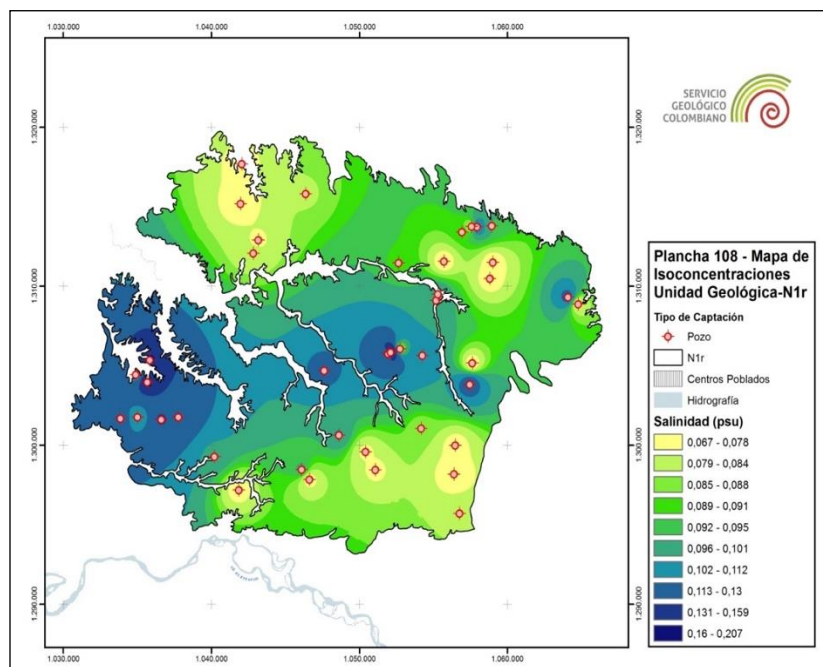 1.030.000 1.040.000 1.050.000 1.060.000
1.320.000
1.310.000
1.300.000
1.290.000
1.320.000
1.310.000
1.300.000
1.290.000
1.030.000 1.040.000 1.050.000 1.060.000
SERVICIO
GEOLÓGICO
COLOMBIANO
Plancha 108 - Mapa de
Isoconcentraciones
Unidad Geológica-N1r
Tipo de Captación
Pozo
N1r
Centros Poblados
Hidrografía
Salinidad (psu)
0,067 - 0,078
0,079 - 0,084
0,085 - 0,088
0,089 - 0,091
0,092 - 0,095
0,096 - 0,101
0,102 - 0,112
0,113 - 0,13
0,131 - 0,159
0,16 - 0,207